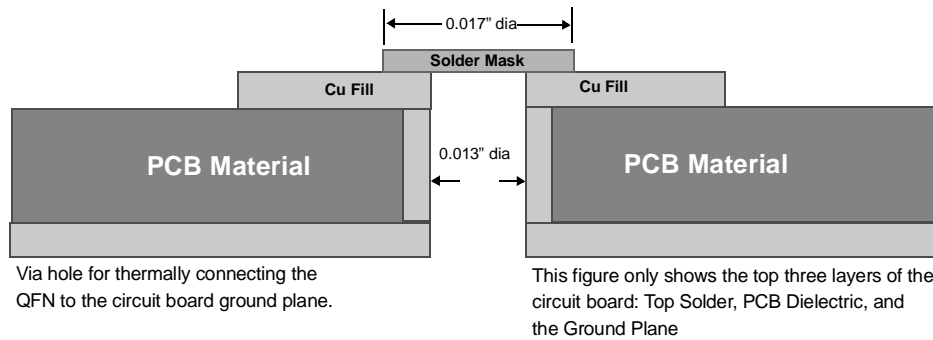 0.017” dia
Solder Mask
Cu Fill
Cu Fill
PCB Material
0.013” dia
PCB Material
Via hole for thermally connecting the
QFN to the circuit board ground plane.
This figure only shows the top three layers of the
circuit board: Top Solder, PCB Dielectric, and
the Ground Plane